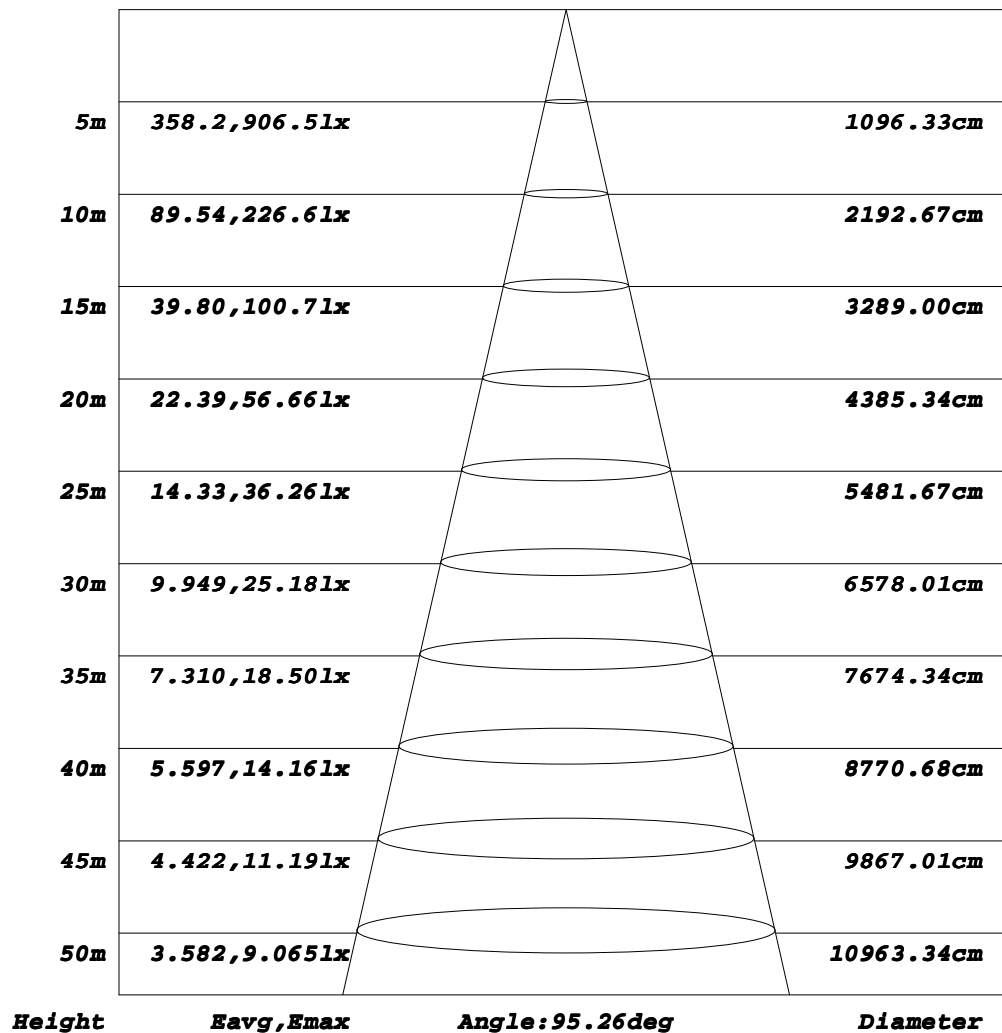 5m 358.2,906.5lx 1096.33cm
10m 89.54,226.6lx 2192.67cm
15m 39.80,100.7lx 3289.00cm
20m 22.39,56.66lx 4385.34cm
25m 14.33,36.26lx 5481.67cm
30m 9.949,25.18lx 6578.01cm
35m 7.310,18.50lx 7674.34cm
40m 5.597,14.16lx 8770.68cm
45m 4.422,11.19lx 9867.01cm
50m 3.582,9.065lx 10963.34cm
Height Eavg,Emax Angle:95.26deg Diameter